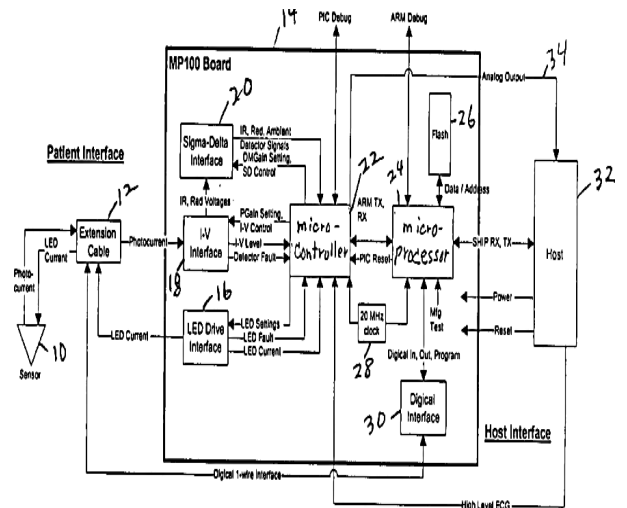 14
PIC Debug
ARM Debug
34
MP100 Board
Analog Output
20
26
Sigma-Delta
Interface
IR, Red, Ambient
Detector Signals
DMGain Setting,
SD Control
Flash
Patient Interface
22
24
32
IR, Red Voltages
Data / Address
12
Extension
Cable
LED
Current
Photocurrent
I-V
Interface
18
PGain Setting,
I-V Control
I-V Level
Detector Fault
micro-
Controller
ARM TX,
RX
PIC Reset
micro-
processor
SHIP RX, TX
Host
Photo-
current
16
LED Drive
Interface
LED Settings
LED Fault
LED Current
LED Current
20 MHz
clock
28
Mfg
Test
Power
Reset
10
Sensor
Digical In, Out, Program
30
Digical
Interface
Host Interface
Digical 1-wire Interface
High Level ECG